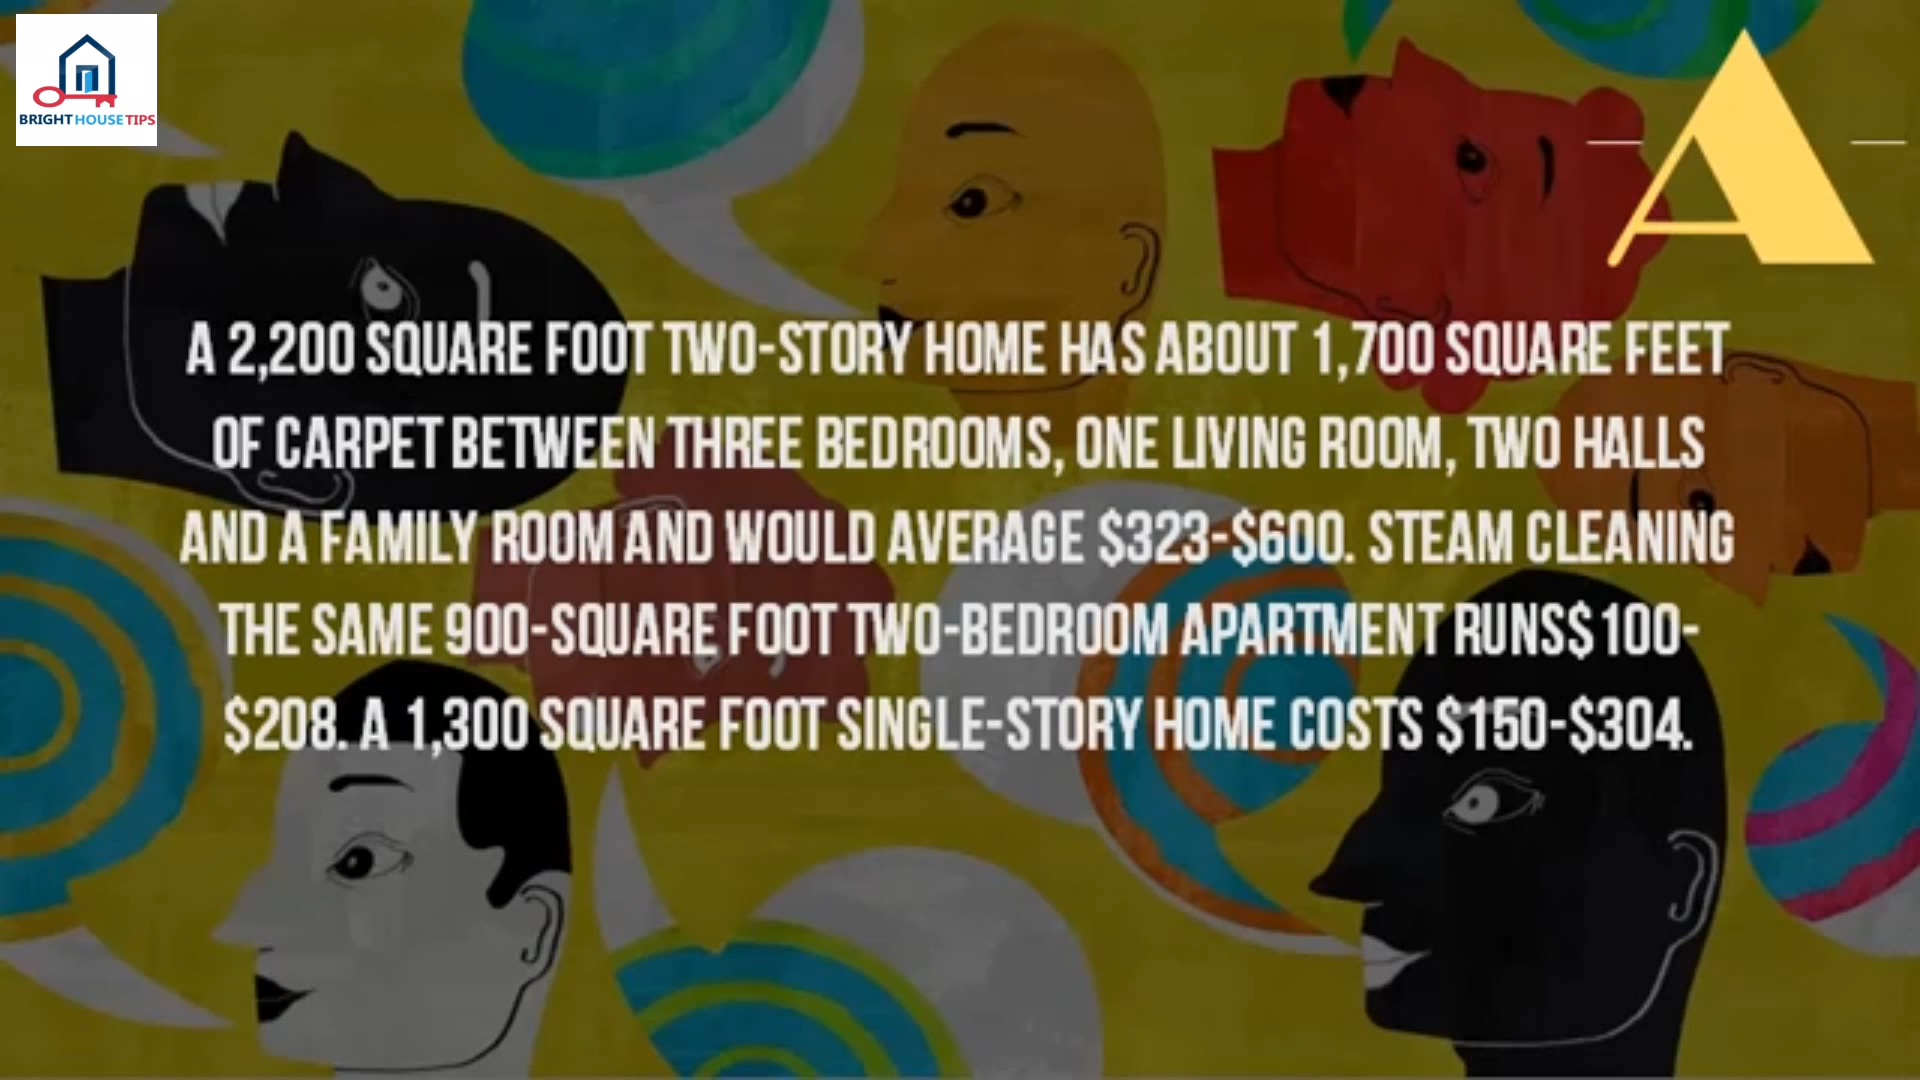 BRIGHT HOUSE TIPS
A
A 2,200 SQUARE FOOT TWO-STORY HOME HAS ABOUT 1,700 SQUARE FEET
OF CARPET BETWEEN THREE BEDROOMS, ONE LIVING ROOM, TWO HALLS
AND A FAMILY ROOM AND WOULD AVERAGE $323-$600. STEAM CLEANING
THE SAME 900-SQUARE FOOT TWO-BEDROOM APARTMENT RUNS$100-
$208. A 1,300 SQUARE FOOT SINGLE-STORY HOME COSTS $150-$304.